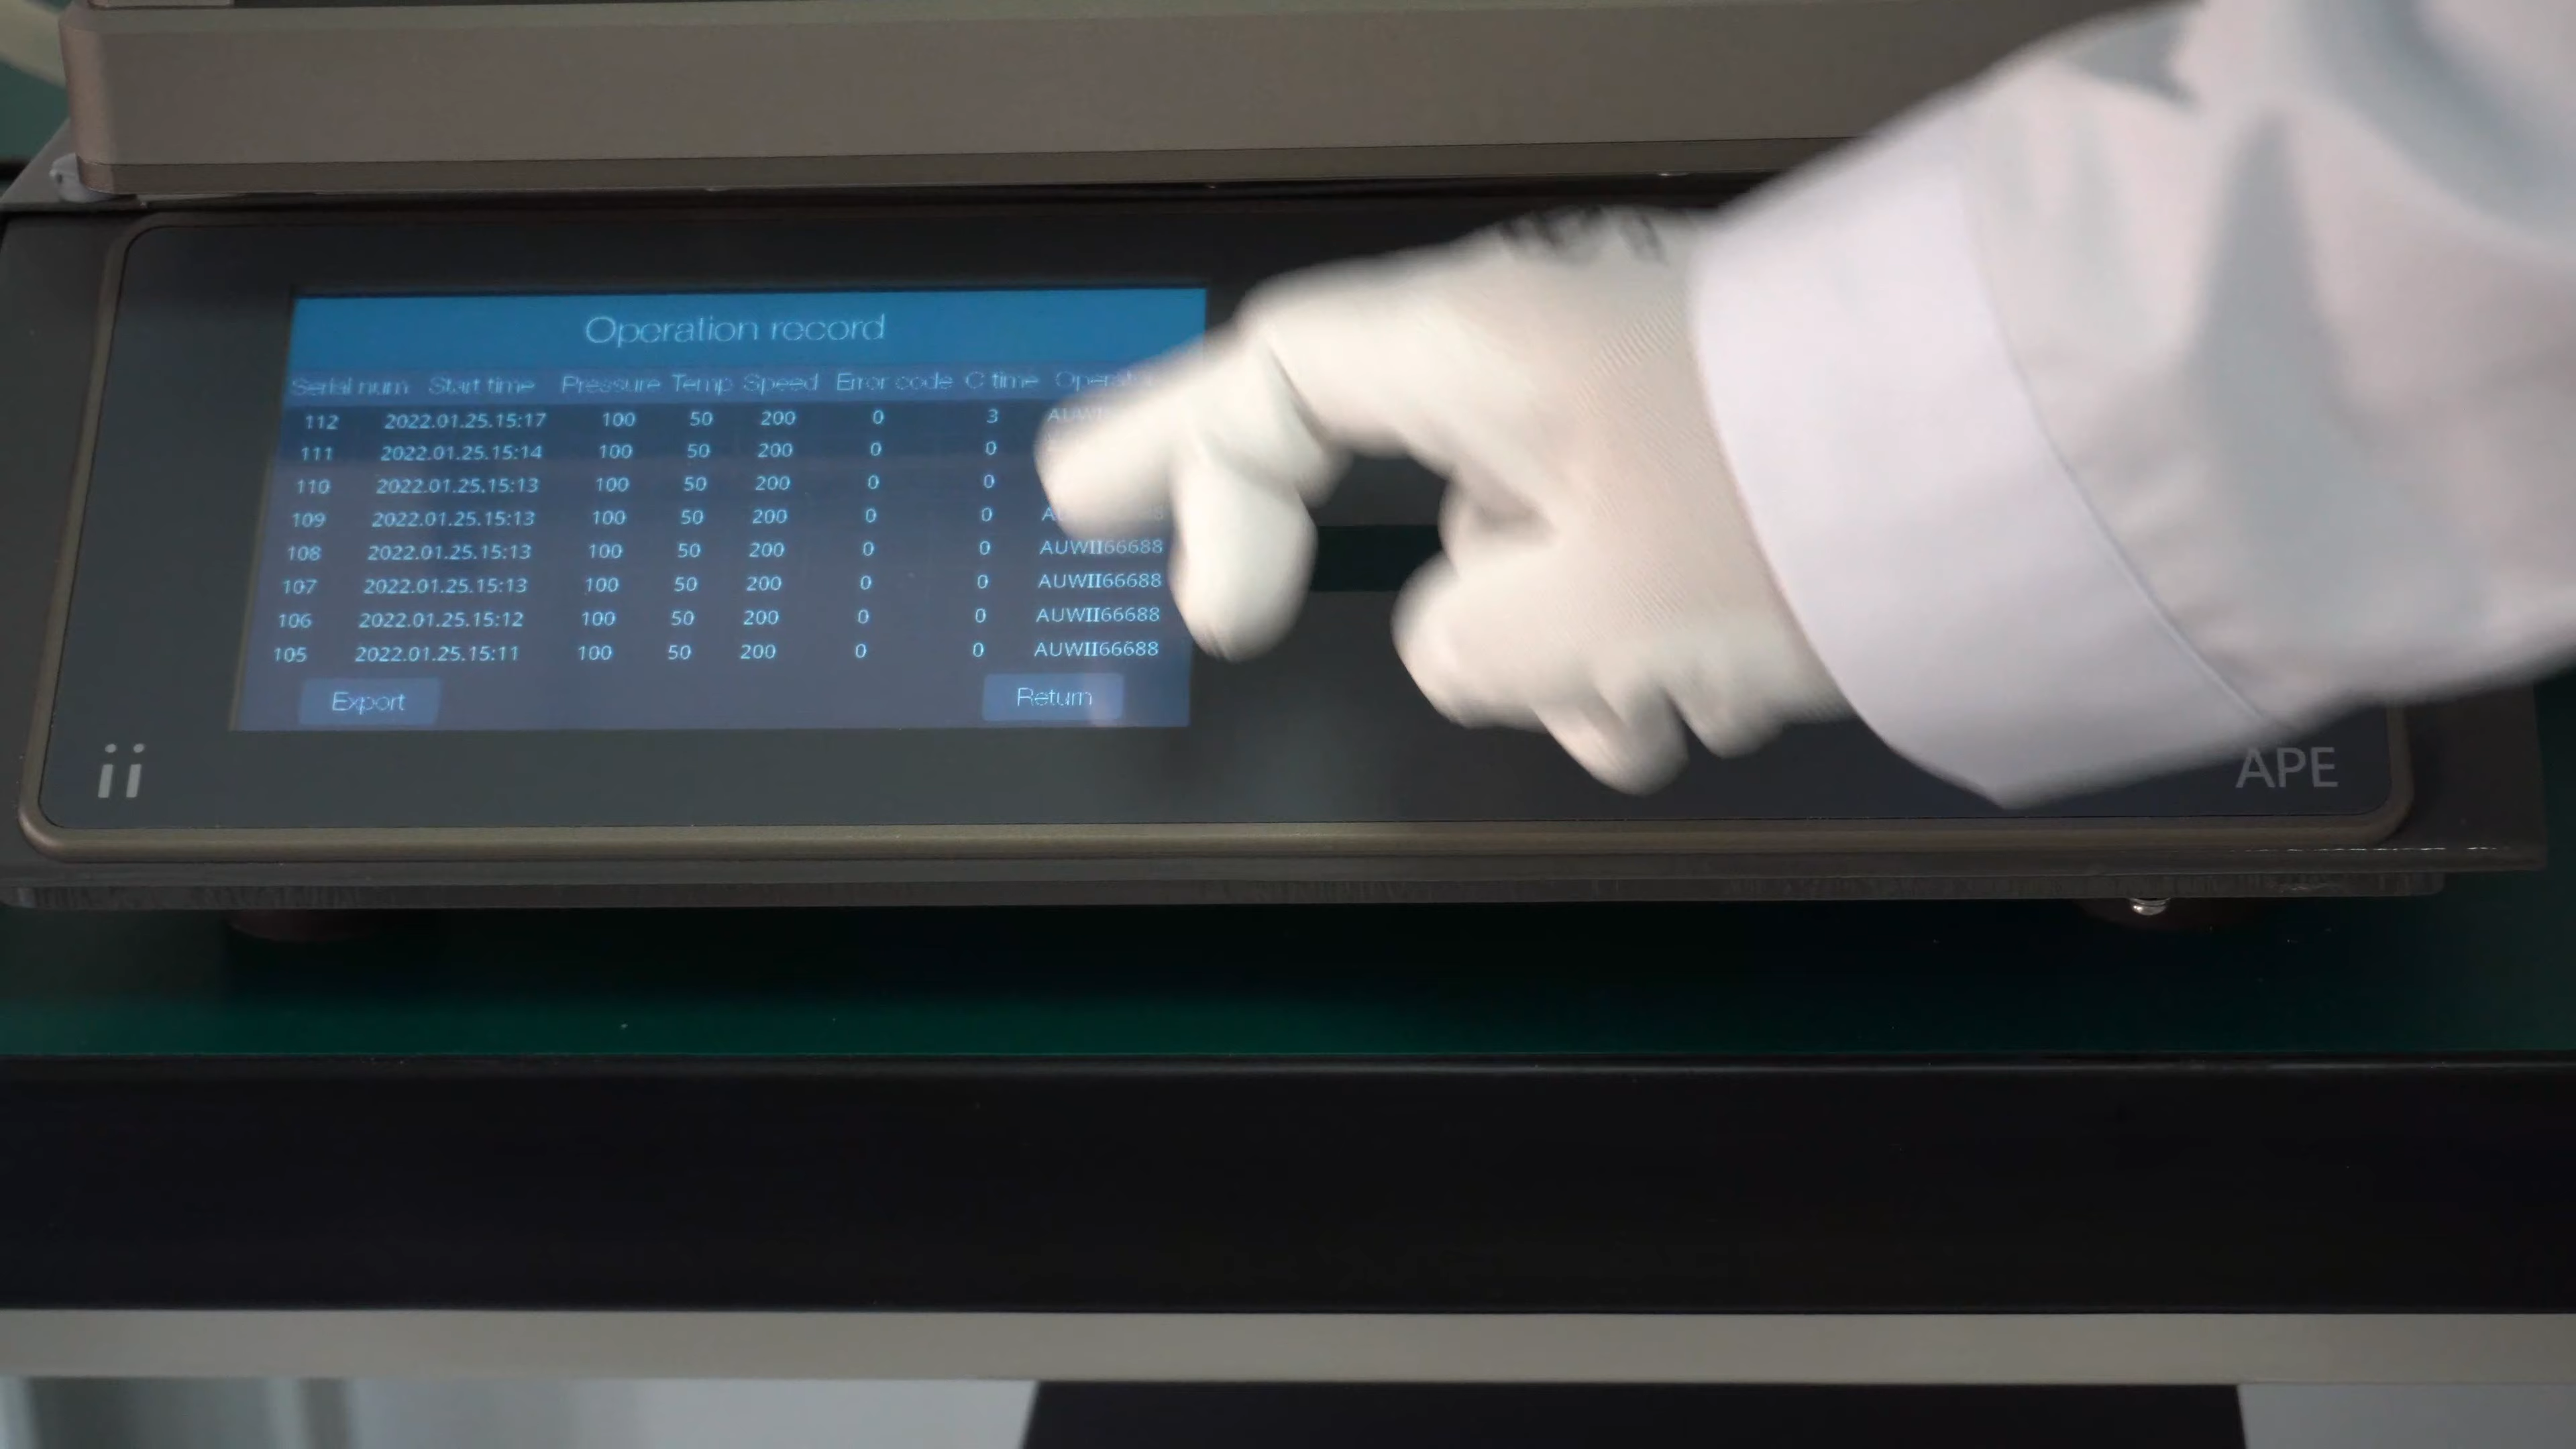 Operation record
Serial num Start time Pressure Temp Speed Error code C time
112 2022.01.25.15:17 100 50 200 0 3
111 2022.01.25.15:14 100 50 200 0 0
110 2022.01.25.15:13 100 50 200 0 0
109 2022.01.25.15:13 100 50 200 0 0
108 2022.01.25.15:13 100 50 200 0 0 AUWII66688
107 2022.01.25.15:13 100 50 200 0 0 AUWII66688
106 2022.01.25.15:12 100 50 200 0 0 AUWII66688
105 2022.01.25.15:11 100 50 200 0 0 AUWII66688
Export Return
ii APE